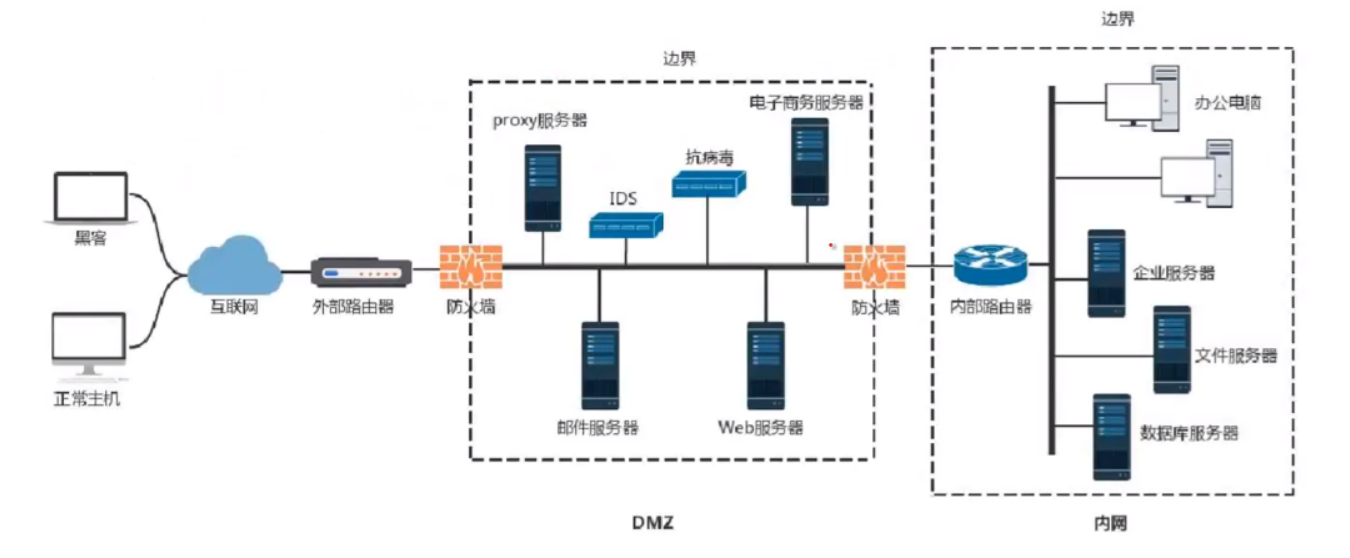 边界
边界
电子商务服务器
办公电脑
proxy服务器
抗病毒
IDS
黑客
企业服务器
互联网
外部路由器
防火墙
防火墙
内部路由器
文件服务器
正常主机
邮件服务器
Web服务器
数据库服务器
DMZ
内网